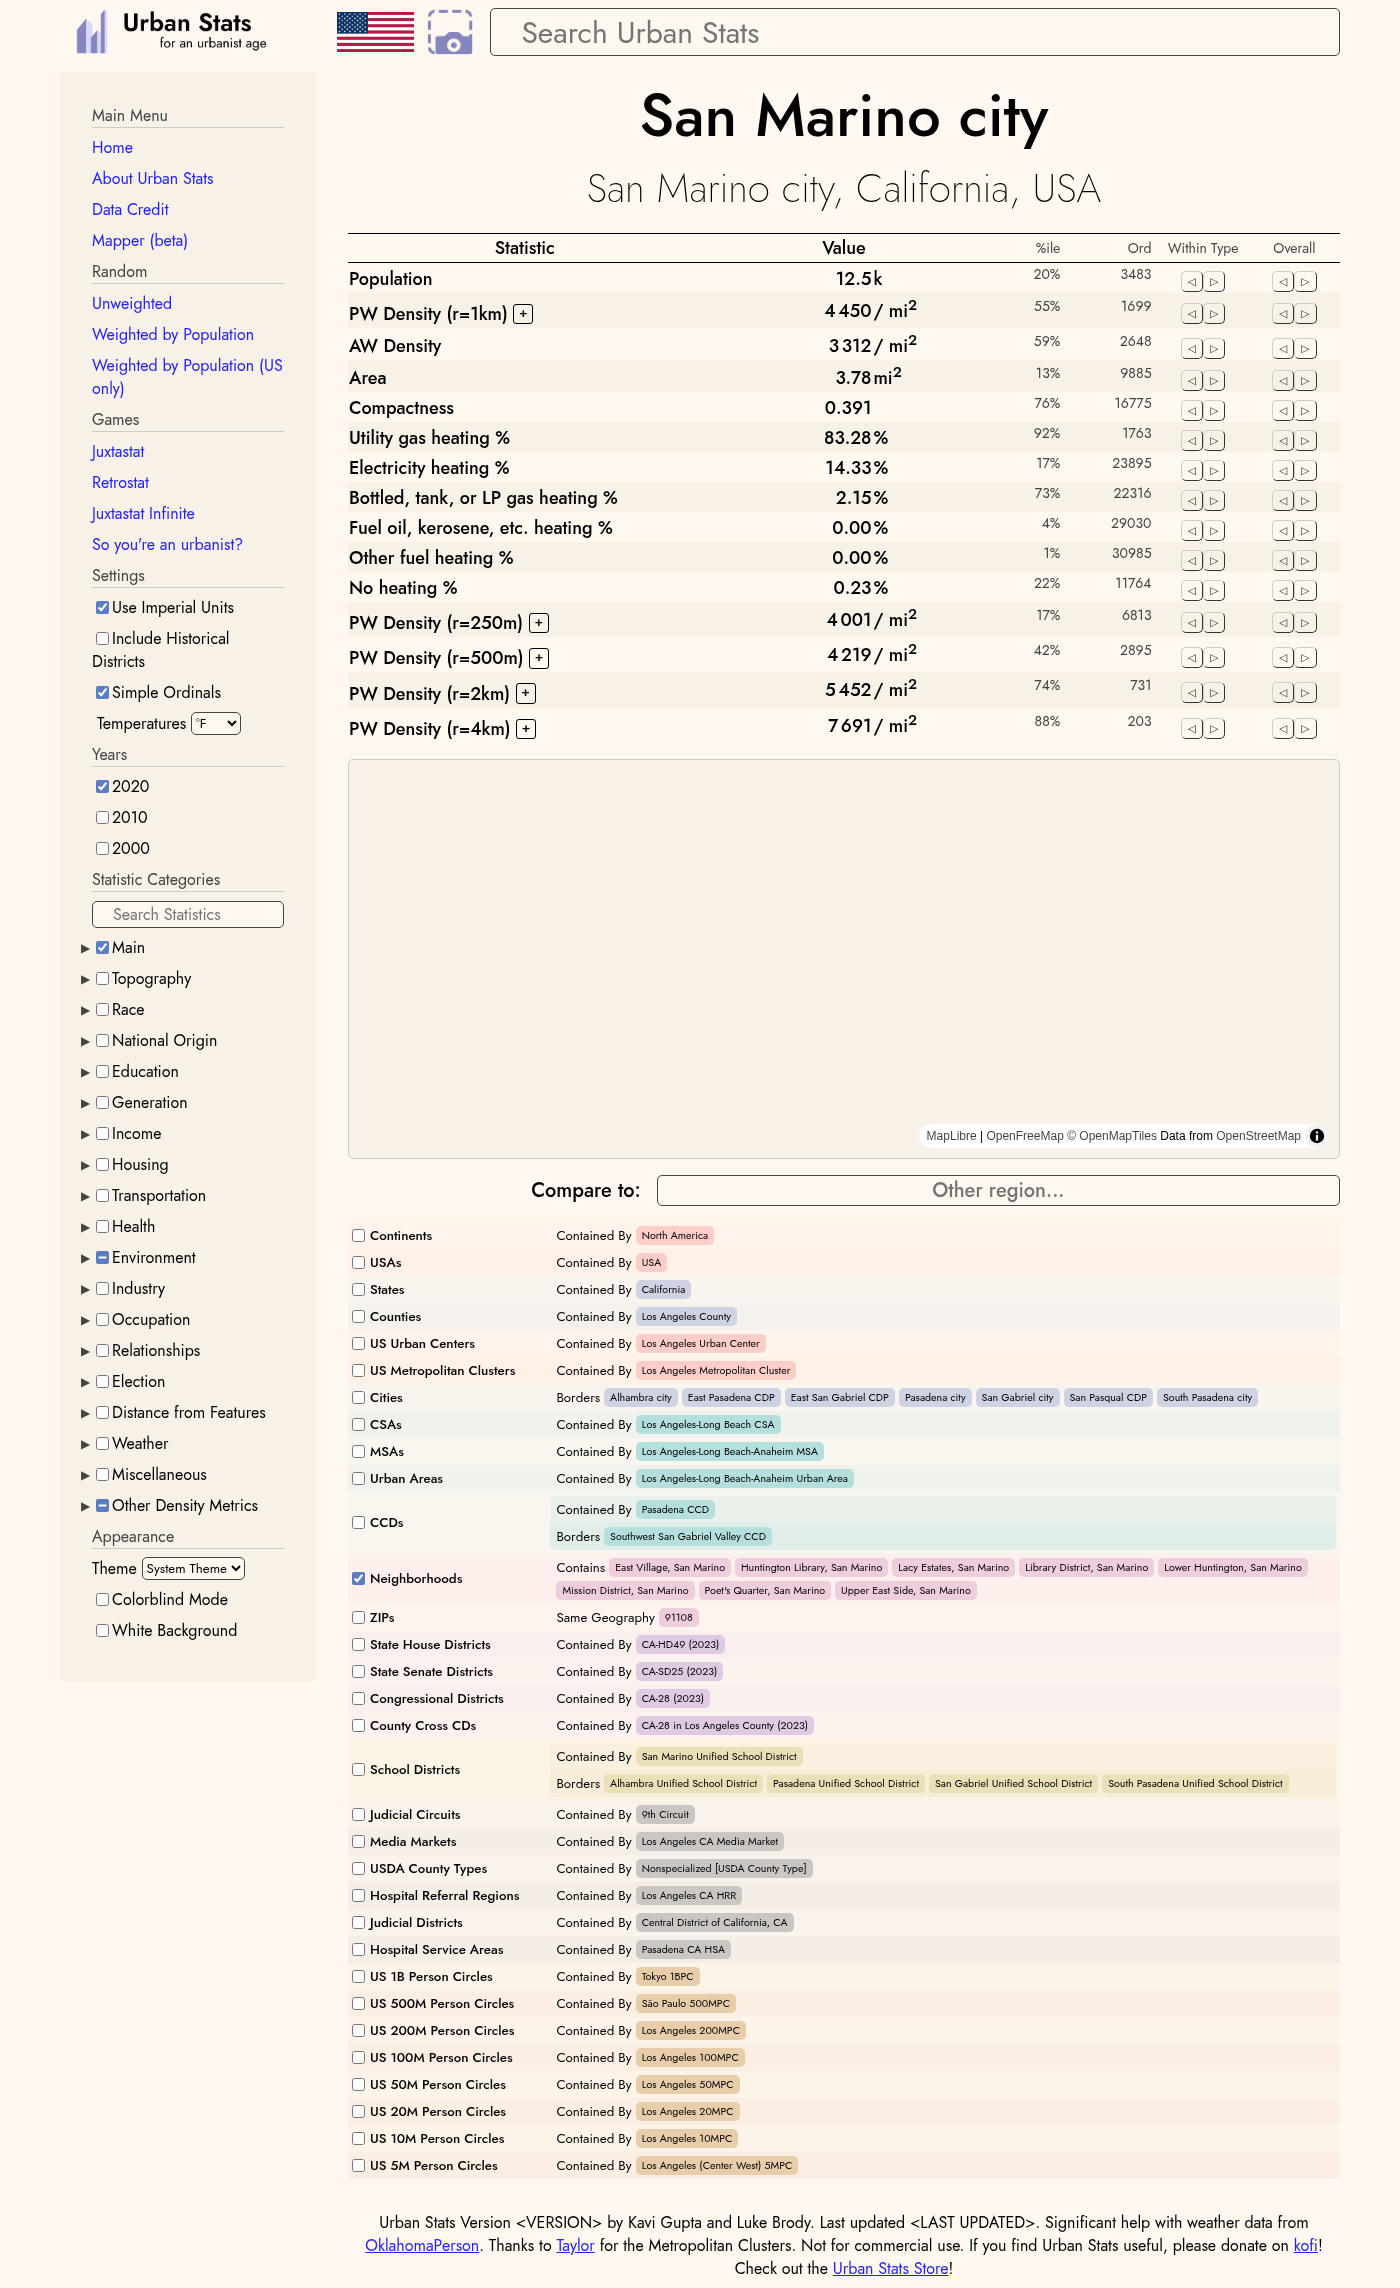 Urban Stats
for an urbanist age
Search Urban Stats
Main Menu
Home
About Urban Stats
Data Credit
Mapper (beta)
Random
Unweighted
Weighted by Population
Weighted by Population (US
only)
Games
Juxtastat
Retrostat
Juxtastat Infinite
So you're an urbanist?
Settings
Use Imperial Units
Include Historical
Districts
Simple Ordinals
Temperatures °F
Years
2020
2010
2000
Statistic Categories
Search Statistics
Main
Topography
Race
National Origin
Education
Generation
Income
Housing
Transportation
Health
Environment
Industry
Occupation
Relationships
Election
Distance from Features
Weather
Miscellaneous
Other Density Metrics
Appearance
Theme System Theme
Colorblind Mode
White Background
San Marino city
San Marino city, California, USA
Statistic Value %ile Ord Within Type Overall
Population 12.5k 20% 3483
PW Density (r=1km) + 4 450 / mi² 55% 1699
AW Density 3 312 / mi² 59% 2648
Area 3.78 mi² 13% 9885
Compactness 0.391 76% 16775
Utility gas heating % 83.28% 92% 1763
Electricity heating % 14.33% 17% 23895
Bottled, tank, or LP gas heating % 2.15% 73% 22316
Fuel oil, kerosene, etc. heating % 0.00% 4% 29030
Other fuel heating % 0.00% 1% 30985
No heating % 0.23% 22% 11764
PW Density (r=250m) + 4 001 / mi² 17% 6813
PW Density (r=500m) + 4 219 / mi² 42% 2895
PW Density (r=2km) + 5 452 / mi² 74% 731
PW Density (r=4km) + 7 691 / mi² 88% 203
MapLibre | OpenFreeMap © OpenMapTiles Data from OpenStreetMap
Compare to: Other region...
Continents Contained By North America
USAs Contained By USA
States Contained By California
Counties Contained By Los Angeles County
US Urban Centers Contained By Los Angeles Urban Center
US Metropolitan Clusters Contained By Los Angeles Metropolitan Cluster
Cities Borders Alhambra city East Pasadena CDP East San Gabriel CDP Pasadena city San Gabriel city San Pasqual CDP South Pasadena city
CSAs Contained By Los Angeles-Long Beach CSA
MSAs Contained By Los Angeles-Long Beach-Anaheim MSA
Urban Areas Contained By Los Angeles-Long Beach-Anaheim Urban Area
CCDs Contained By Pasadena CCD
Borders Southwest San Gabriel Valley CCD
Neighborhoods Contains East Village, San Marino Huntington Library, San Marino Lacy Estates, San Marino Library District, San Marino Lower Huntington, San Marino
Mission District, San Marino Poet's Quarter, San Marino Upper East Side, San Marino
ZIPs Same Geography 91108
State House Districts Contained By CA-HD49 (2023)
State Senate Districts Contained By CA-SD25 (2023)
Congressional Districts Contained By CA-28 (2023)
County Cross CDs Contained By CA-28 in Los Angeles County (2023)
School Districts Contained By San Marino Unified School District
Borders Alhambra Unified School District Pasadena Unified School District San Gabriel Unified School District South Pasadena Unified School District
Judicial Circuits Contained By 9th Circuit
Media Markets Contained By Los Angeles CA Media Market
USDA County Types Contained By Nonspecialized [USDA County Type]
Hospital Referral Regions Contained By Los Angeles CA HRR
Judicial Districts Contained By Central District of California, CA
Hospital Service Areas Contained By Pasadena CA HSA
US 1B Person Circles Contained By Tokyo 1BPC
US 500M Person Circles Contained By São Paulo 500MPC
US 200M Person Circles Contained By Los Angeles 200MPC
US 100M Person Circles Contained By Los Angeles 100MPC
US 50M Person Circles Contained By Los Angeles 50MPC
US 20M Person Circles Contained By Los Angeles 20MPC
US 10M Person Circles Contained By Los Angeles 10MPC
US 5M Person Circles Contained By Los Angeles (Center West) 5MPC
Urban Stats Version <VERSION> by Kavi Gupta and Luke Brody. Last updated <LAST UPDATED>. Significant help with weather data from
OklahomaPerson. Thanks to Taylor for the Metropolitan Clusters. Not for commercial use. If you find Urban Stats useful, please donate on kofi!
Check out the Urban Stats Store!